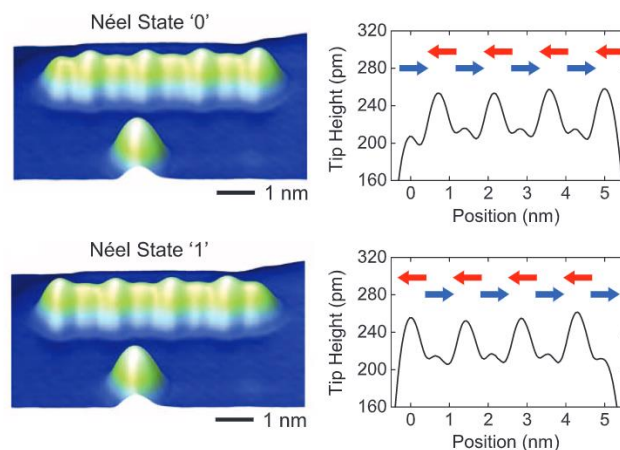 Néel State ‘0’
1 nm
320
280
240
200
160
Tip Height (pm)
0 1 2 3 4 5
Position (nm)
Néel State ‘1’
1 nm
320
280
240
200
160
Tip Height (pm)
0 1 2 3 4 5
Position (nm)